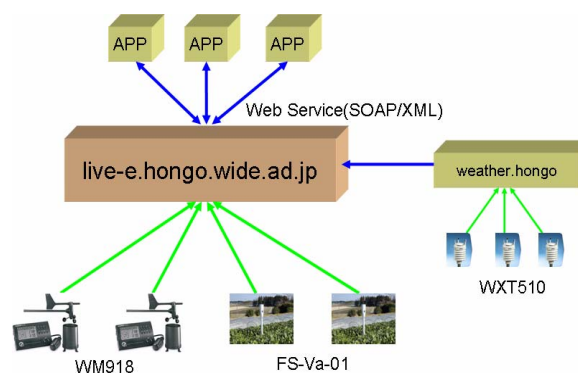 APP
APP
APP
Web Service(SOAP/XML)
live-e.hongo.wide.ad.jp
weather.hongo
WXT510
WM918
FS-Va-01